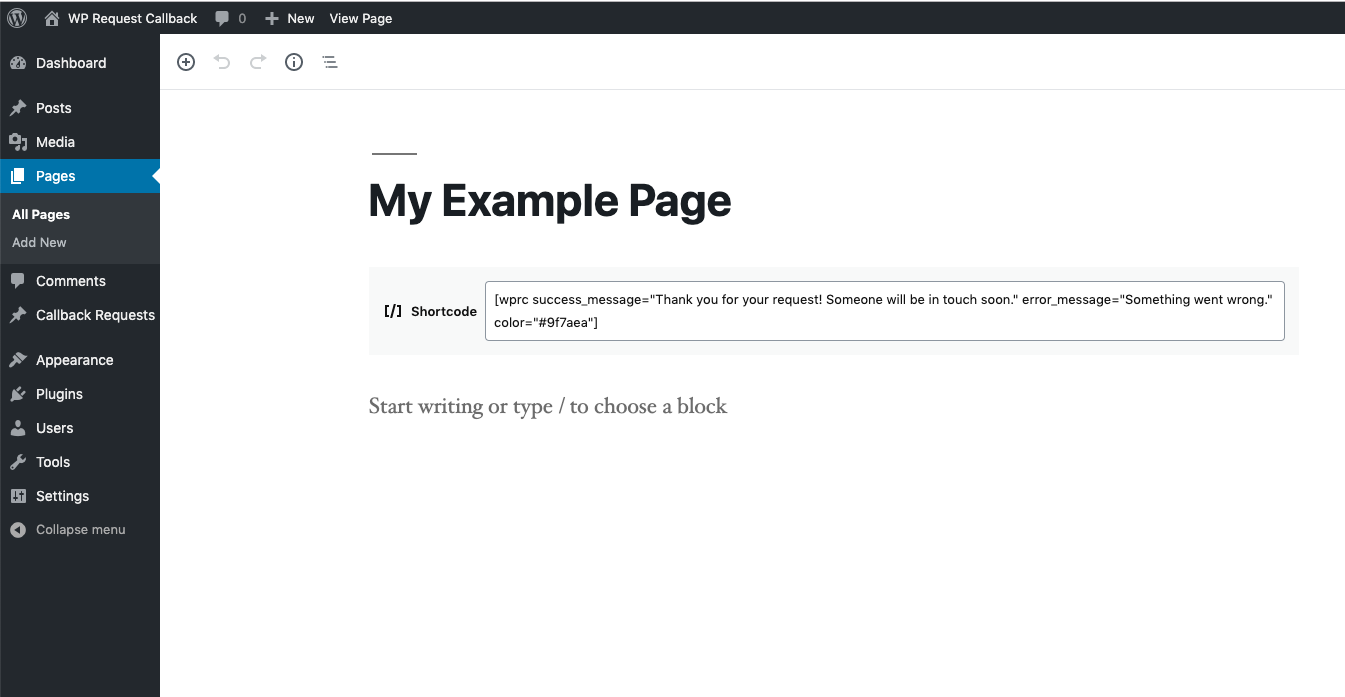 WP Request Callback 0 New View Page
Dashboard
Posts
Media
Pages
All Pages
Add New
Comments
Callback Requests
Appearance
Plugins
Users
Tools
Settings
Collapse menu
My Example Page
[/] Shortcode
[wprc success_message="Thank you for your request! Someone will be in touch soon." error_message="Something went wrong."
color="#9f7aea"]
Start writing or type / to choose a block